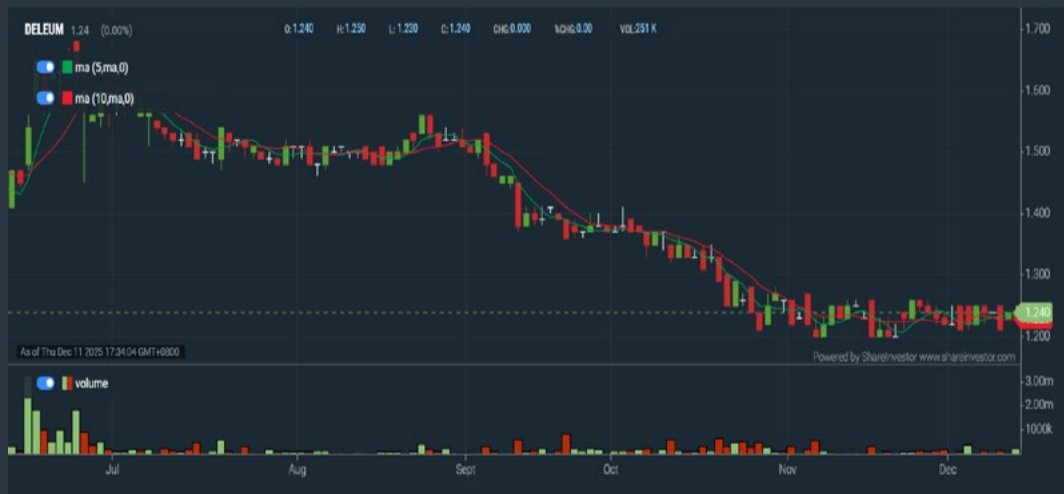 DELEUM 1.24 (0.00%) O: 1.240 H: 1.250 L: 1.230 C: 1.240 CHG: 0.000 %CHG: 0.00 VOL: 251 K
ma (5,ma,0)
ma (10,ma,0)
1.700
1.600
1.500
1.400
1.300
1.240
1.200
As of Thu Dec 11 2025 17:34:04 GMT+0800
Powered by ShareInvestor www.shareinvestor.com
volume
3.00m
2.00m
1000k
Jul Aug Sept Oct Nov Dec